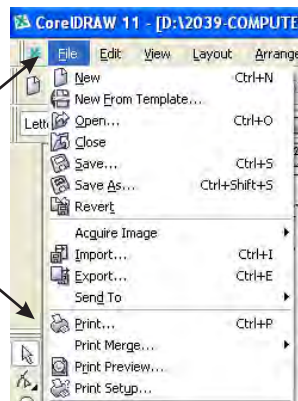 CorelDRAW 11 - [D:\2039-COMPUTE
File Edit View Layout Arrange
New Ctrl+N
New From Template...
Open... Ctrl+O
Close
Save... Ctrl+S
Save As... Ctrl+Shift+S
Revert
Acquire Image
Import... Ctrl+I
Export... Ctrl+E
Send To
Print... Ctrl+P
Print Merge...
Print Preview...
Print Setup...